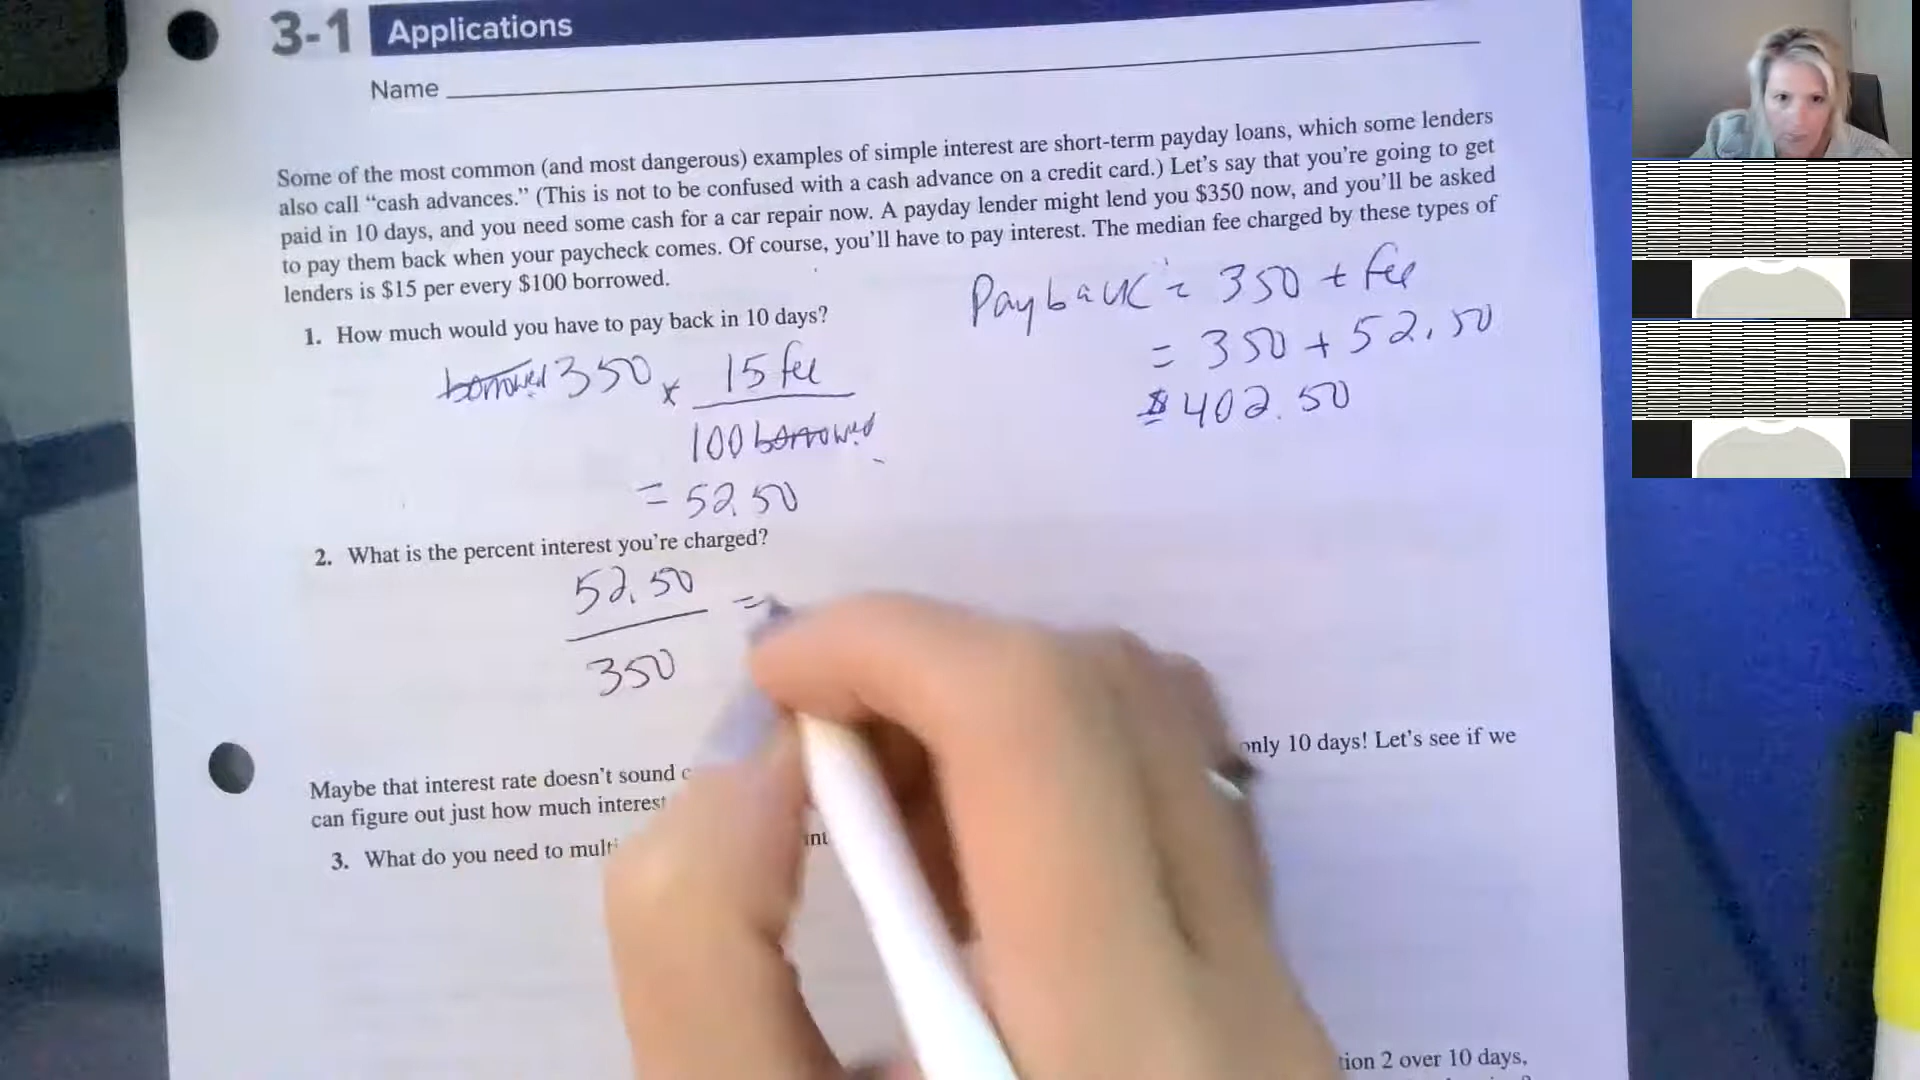 3-1 Applications
Name
Some of the most common (and most dangerous) examples of simple interest are short-term payday loans, which some lenders
also call “cash advances.” (This is not to be confused with a cash advance on a credit card.) Let’s say that you’re going to get
paid in 10 days, and you need some cash for a car repair now. A payday lender might lend you $350 now, and you’ll be asked
to pay them back when your paycheck comes. Of course, you’ll have to pay interest. The median fee charged by these types of
lenders is $15 per every $100 borrowed.
Payback = 350 + fee
1. How much would you have to pay back in 10 days?
= 350 + 52.50
borrowed 350 x 15 fee
$402.50
100 borrowed
= 52.50
2. What is the percent interest you’re charged?
52.50 =
350
only 10 days! Let’s see if we
Maybe that interest rate doesn’t sound
can figure out just how much interest
3. What do you need to
tion 2 over 10 days,